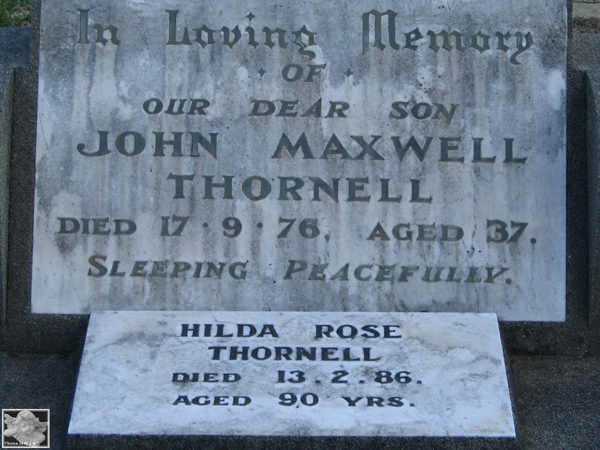 In Loving Memory
· OF ·
OUR DEAR SON
JOHN MAXWELL
THORNELL
DIED 17·9·76. AGED 37.
SLEEPING PEACEFULLY.
HILDA ROSE
THORNELL
DIED 13.2.86.
AGED 90 YRS.